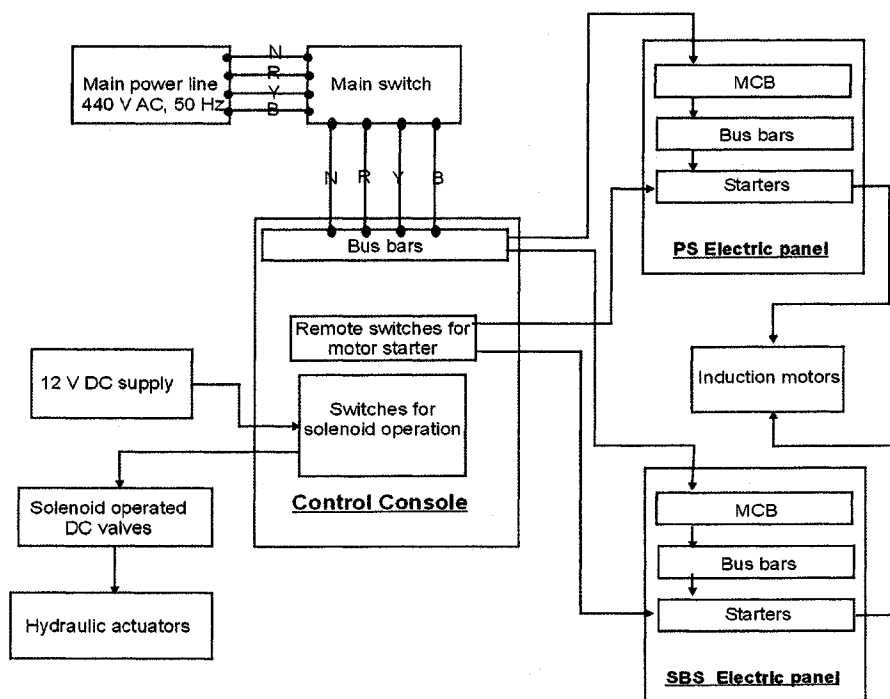 Main power line
440 V AC, 50 Hz
N
R
Y
B
Main switch
N R Y B
Bus bars
Remote switches for
motor starter
Switches for
solenoid operation
Control Console
12 V DC supply
Solenoid operated
DC valves
Hydraulic actuators
MCB
Bus bars
Starters
PS Electric panel
Induction motors
MCB
Bus bars
Starters
SBS Electric panel